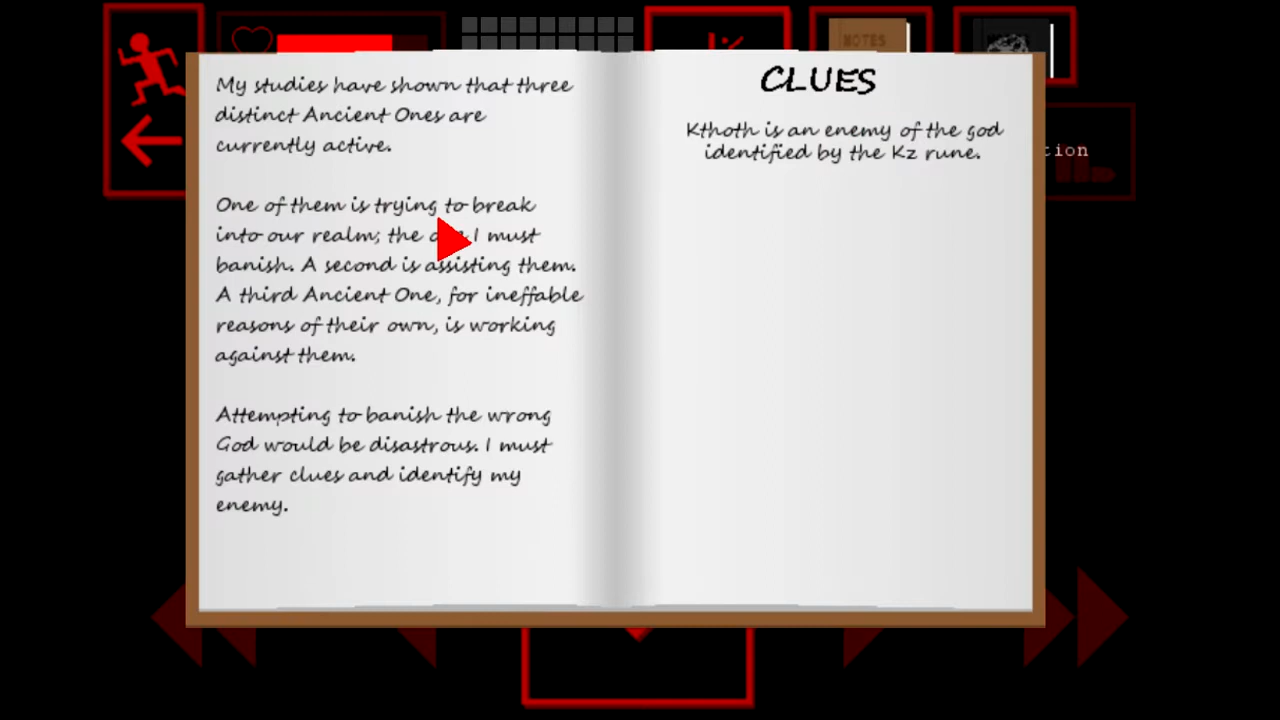 NOTES
My studies have shown that three
distinct Ancient Ones are
currently active.
One of them is trying to break
into our realm; the I must
banish. A second is assisting them.
A third Ancient One, for ineffable
reasons of their own, is working
against them.
Attempting to banish the wrong
God would be disastrous. I must
gather clues and identify my
enemy.
CLUES
Kthoth is an enemy of the god
identified by the Kz rune.